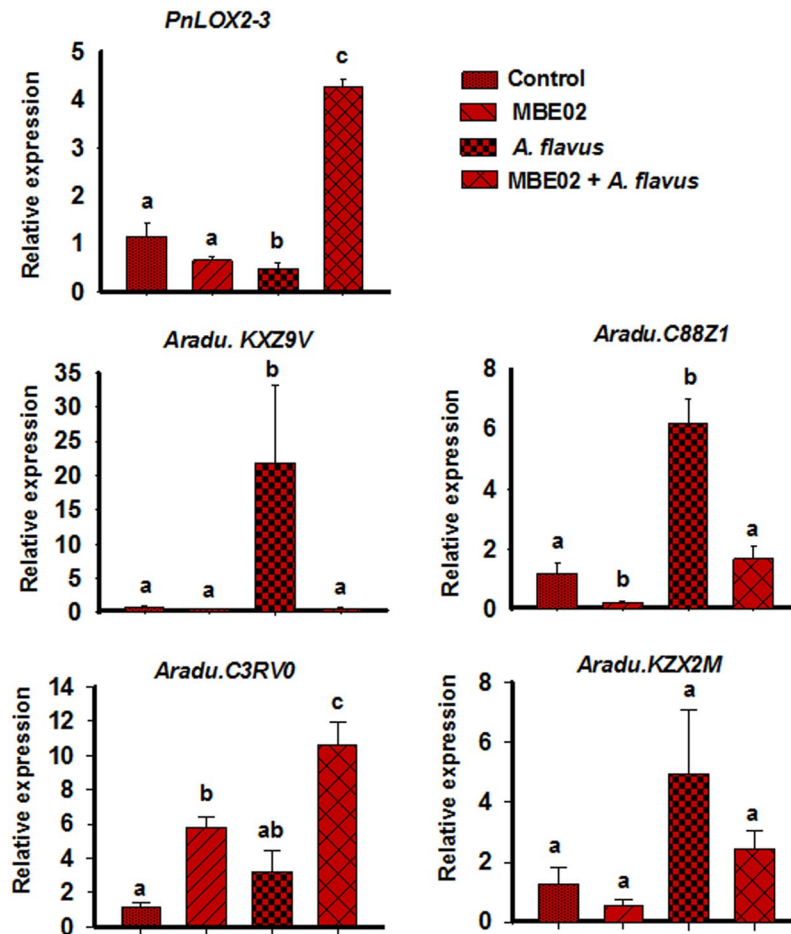 PnLOX2-3
Relative expression
5
4
3
2
1
0
a
a
b
c
Control
MBE02
A. flavus
MBE02 + A. flavus
Aradu. KXZ9V
Relative expression
35
30
25
20
15
10
5
0
a
a
b
a
Aradu.C88Z1
Relative expression
8
6
4
2
0
a
b
b
a
Aradu.C3RV0
Relative expression
14
12
10
8
6
4
2
0
a
b
ab
c
Aradu.KZX2M
Relative expression
8
6
4
2
0
a
a
a
a